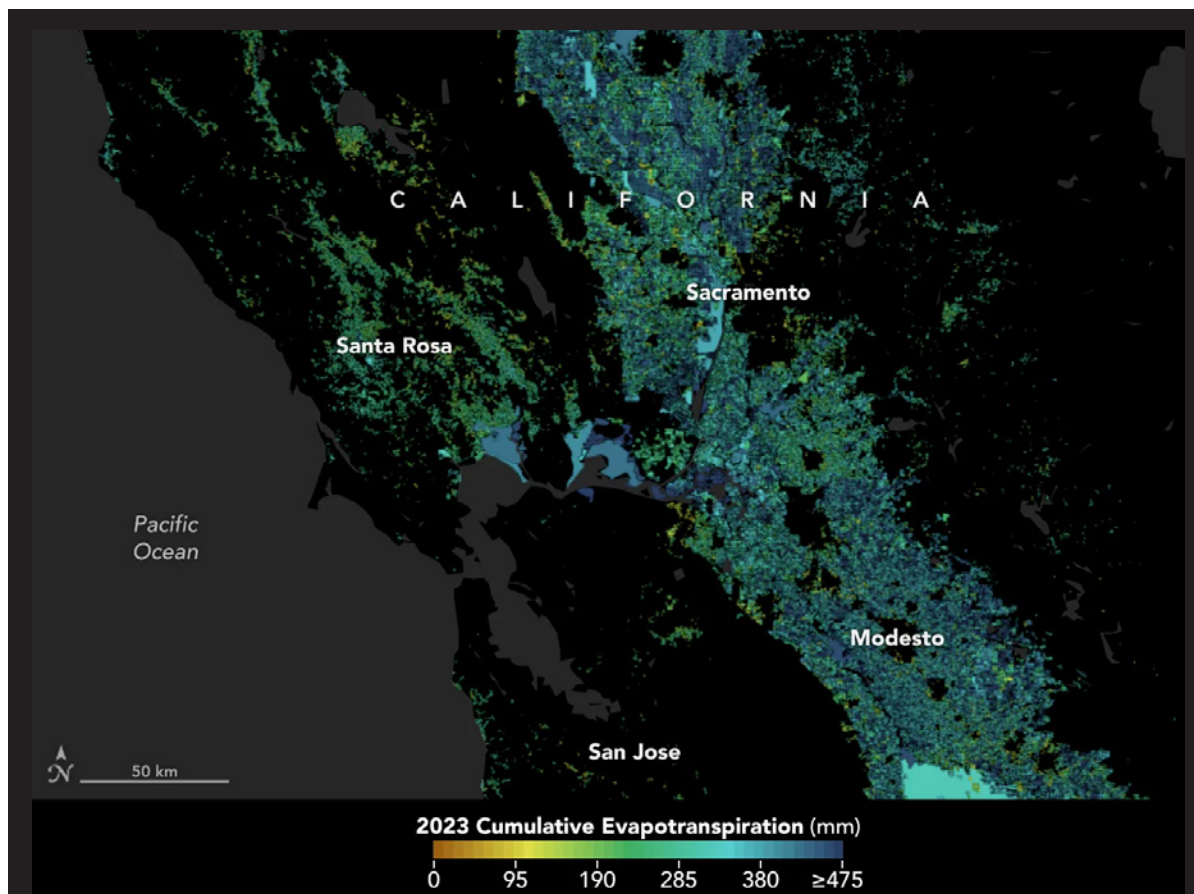 CALIFORNIA
Sacramento
Santa Rosa
Pacific
Ocean
Modesto
San Jose
N
50 km
2023 Cumulative Evapotranspiration (mm)
0 95 190 285 380 ≥475